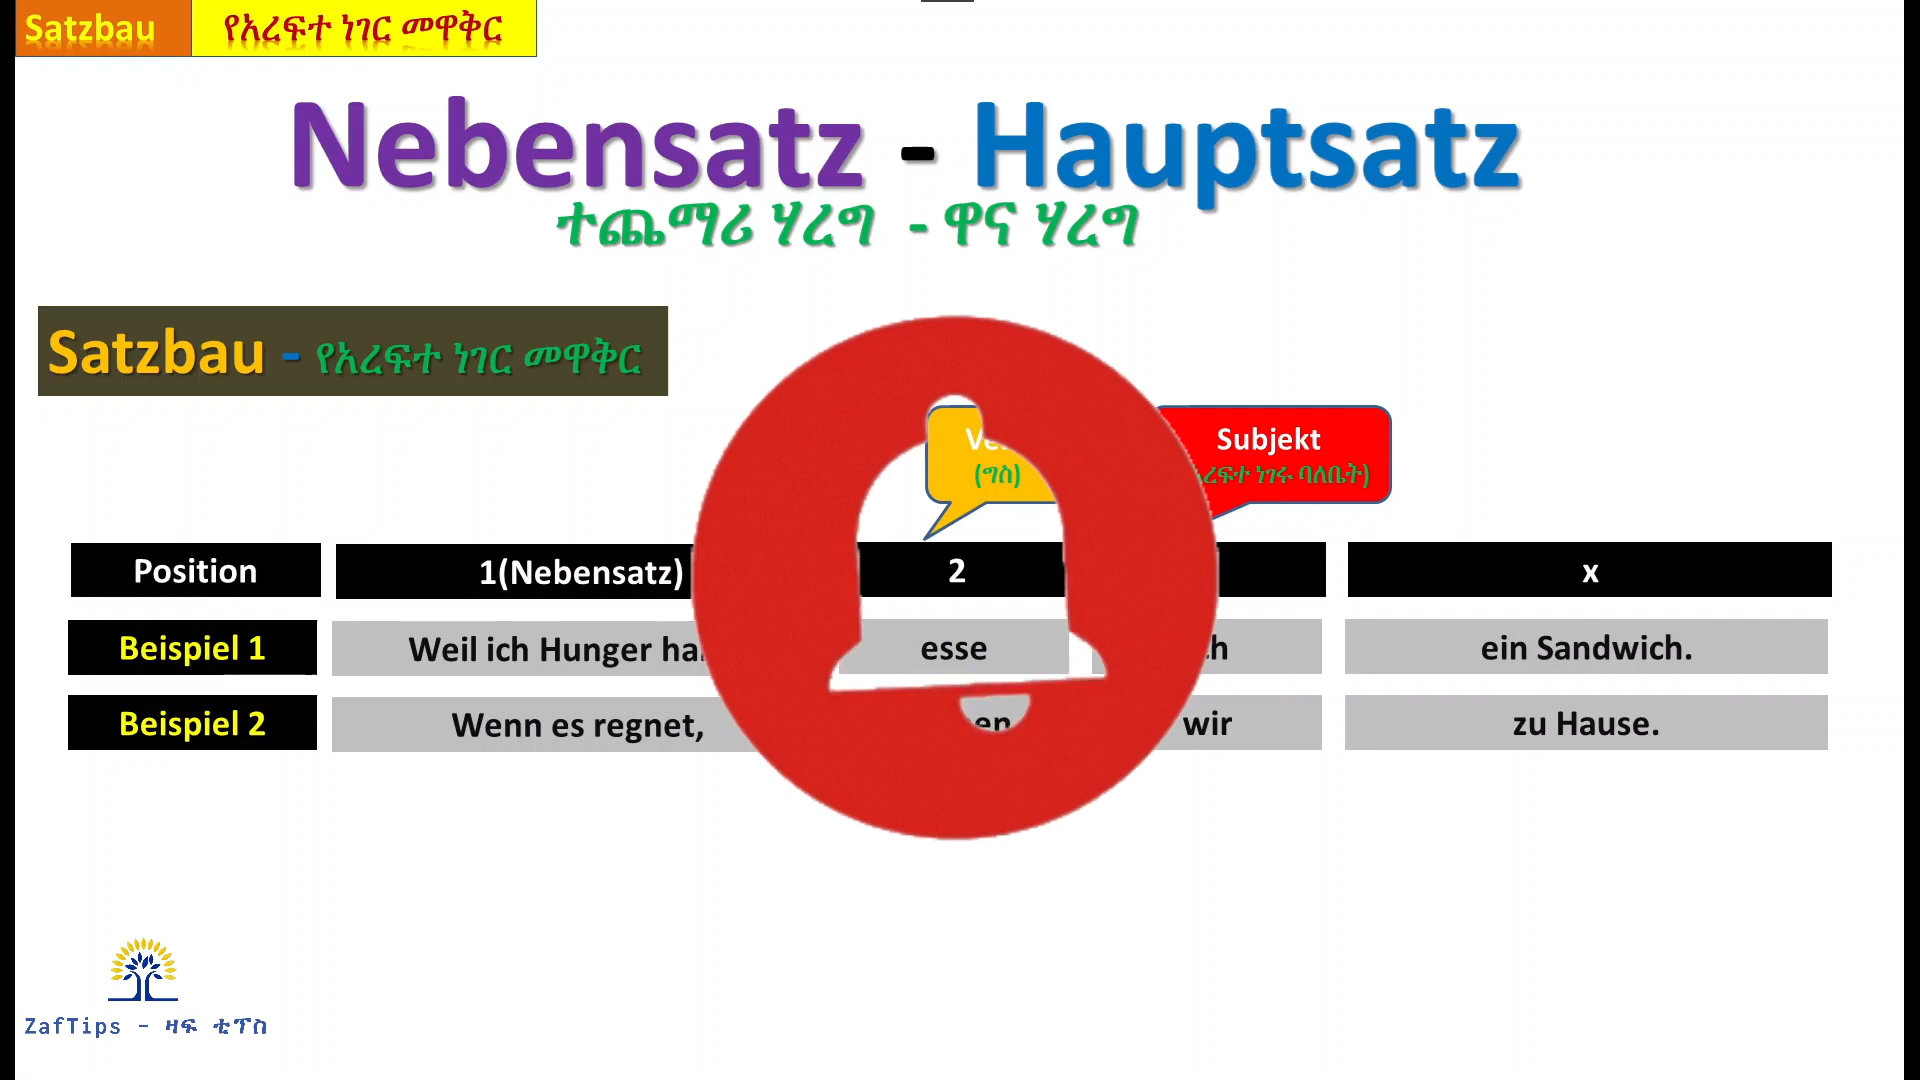 Satzbau የአረፍተ ነገር መዋቅር
Nebensatz - Hauptsatz
ተጨማሪ ሃረግ - ዋና ሃረግ
Satzbau - የአረፍተ ነገር መዋቅር
Subjekt
(ግስ) ነገሩ ባለቤት)
Position 1(Nebensatz) 2 x
Beispiel 1 Weil ich Hunger esse ein Sandwich.
Beispiel 2 Wenn es regnet, wir zu Hause.
ZafTips - ዛፍ ቲፕስ